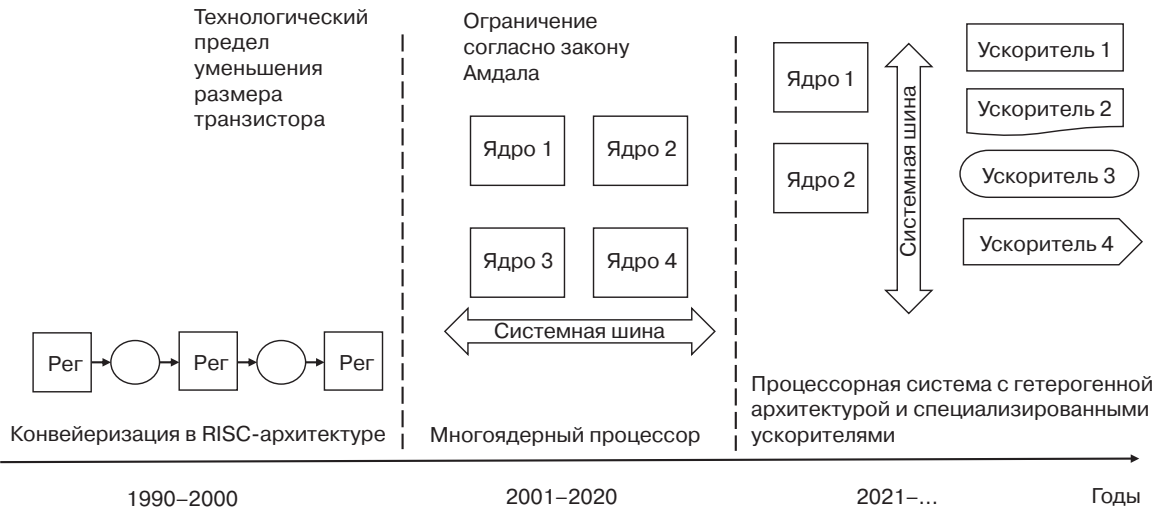 Технологический
предел
уменьшения
размера
транзистора
Рег
Рег
Рег
Конвейеризация в RISC-архитектуре
Ограничение
согласно закону
Амдала
Ядро 1
Ядро 2
Ядро 3
Ядро 4
Системная шина
Многоядерный процессор
Ядро 1
Ядро 2
Системная шина
Ускоритель 1
Ускоритель 2
Ускоритель 3
Ускоритель 4
Процессорная система с гетерогенной
архитектурой и специализированными
ускорителями
1990–2000
2001–2020
2021–...
Годы